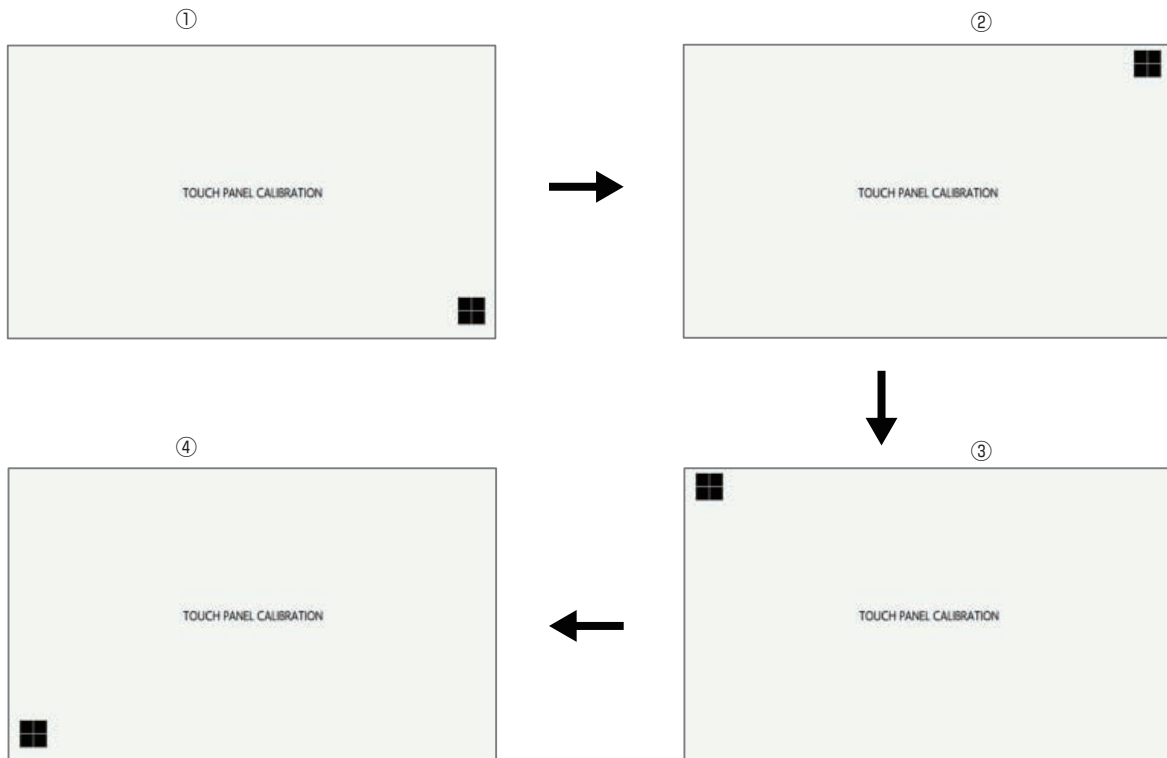 ①
②
TOUCH PANEL CALIBRATION
TOUCH PANEL CALIBRATION
④
③
TOUCH PANEL CALIBRATION
TOUCH PANEL CALIBRATION